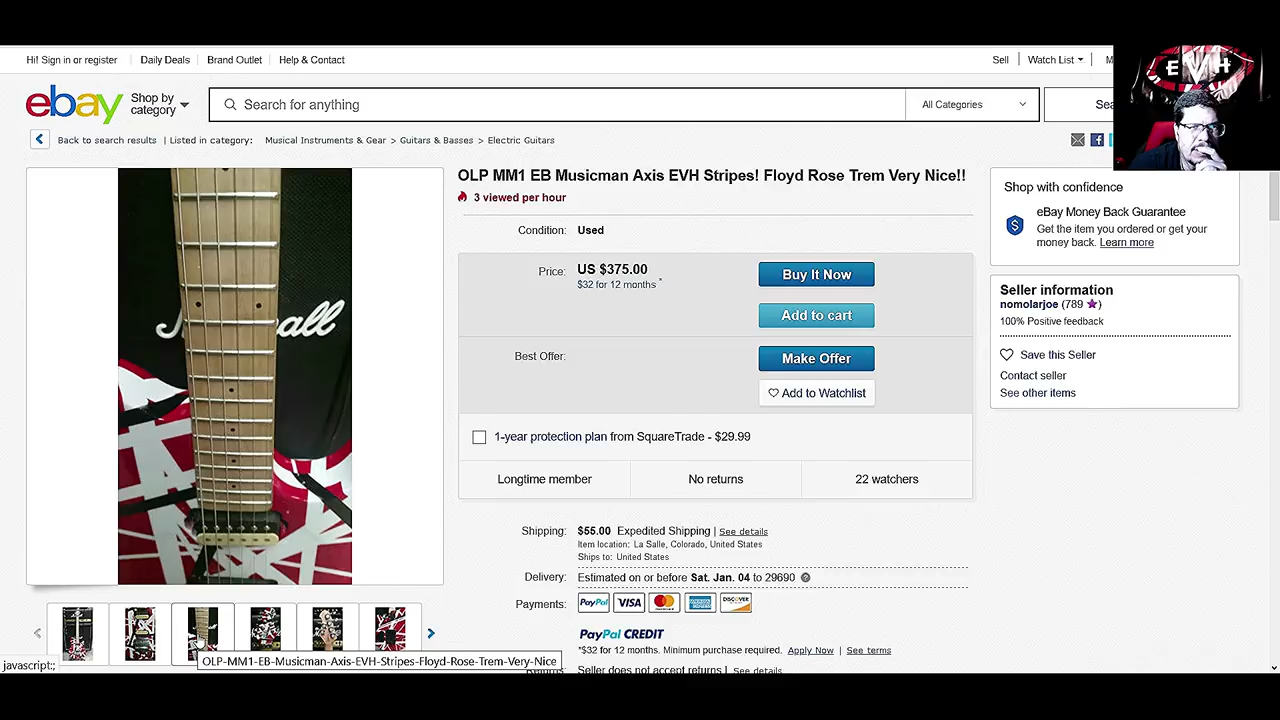 Hi! Sign in or register
Daily Deals
Brand Outlet
Help & Contact
Sell
Watch List
ebay
Shop by category
Search for anything
All Categories
EVH
Back to search results | Listed in category: Musical Instruments & Gear > Guitars & Basses > Electric Guitars
OLP MM1 EB Musicman Axis EVH Stripes! Floyd Rose Trem Very Nice!!
3 viewed per hour
Condition: Used
Price: US $375.00
$32 for 12 months *
Buy It Now
Add to cart
Best Offer:
Make Offer
Add to Watchlist
1-year protection plan from SquareTrade - $29.99
Longtime member
No returns
22 watchers
Shipping: $55.00 Expedited Shipping | See details
Item location: La Salle, Colorado, United States
Ships to: United States
Delivery: Estimated on or before Sat. Jan. 04 to 29690
Payments: PayPal VISA
DISCOVER
PayPal CREDIT
*$32 for 12 months. Minimum purchase required. Apply Now | See terms
Seller does not accept returns | See details
Shop with confidence
eBay Money Back Guarantee
Get the item you ordered or get your
money back. Learn more
Seller information
nomolarjoe (789)
100% Positive feedback
Save this Seller
Contact seller
See other items
javascript:;
OLP-MM1-EB-Musicman-Axis-EVH-Stripes-Floyd-Rose-Trem-Very-Nice